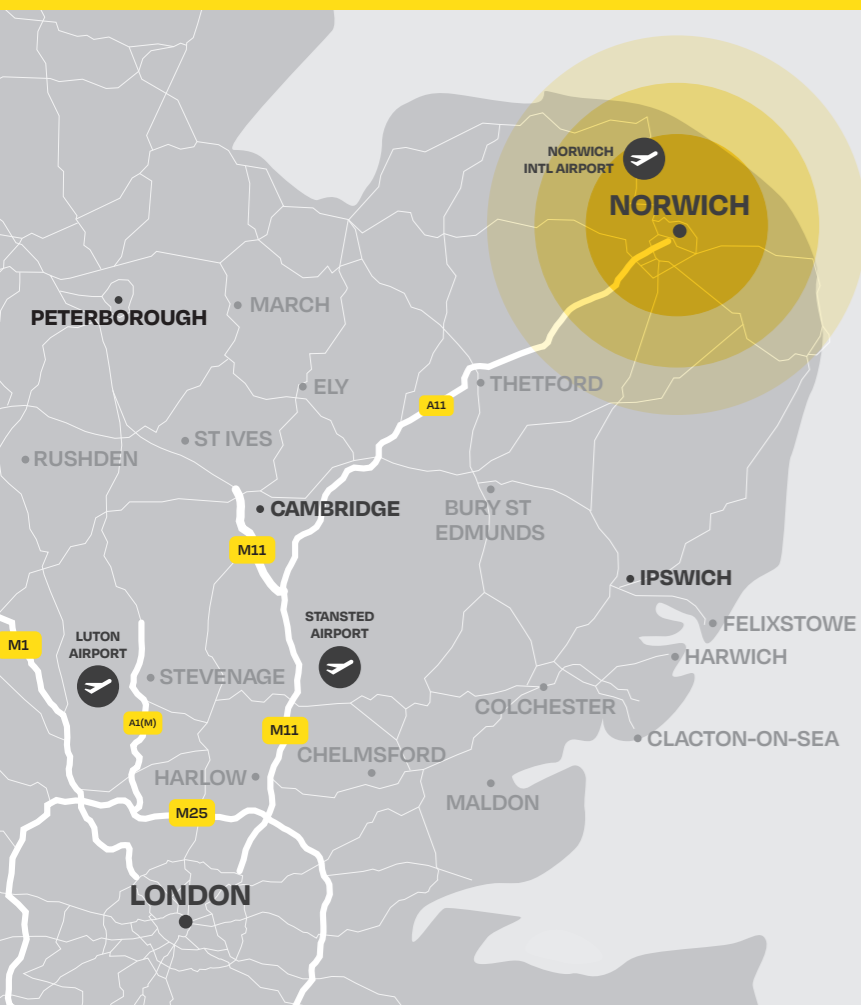 NORWICH
INTL AIRPORT
NORWICH
PETERBOROUGH
MARCH
ELY
THETFORD
A11
ST IVES
RUSHDEN
CAMBRIDGE
BURY ST
EDMUNDS
M11
IPSWICH
STANSTED
AIRPORT
FELIXSTOWE
M1
LUTON
AIRPORT
HARWICH
STEVENAGE
COLCHESTER
A1(M)
M11
CLACTON-ON-SEA
CHELMSFORD
HARLOW
MALDON
M25
LONDON